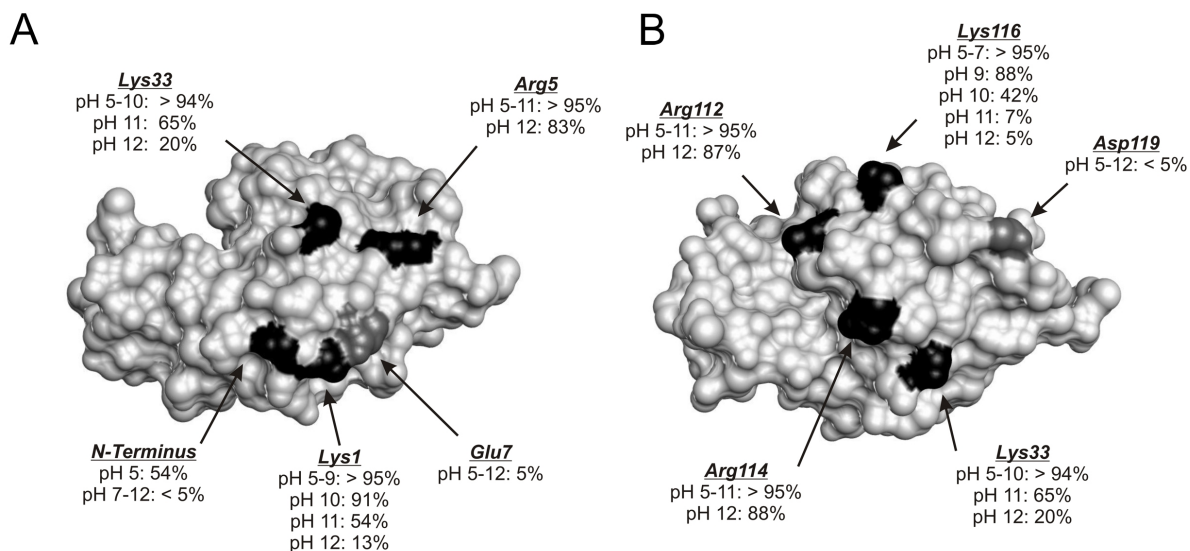 A
Lys33
pH 5-10: > 94%
pH 11: 65%
pH 12: 20%
Arg5
pH 5-11: > 95%
pH 12: 83%
N-Terminus
pH 5: 54%
pH 7-12: < 5%
Lys1
pH 5-9: > 95%
pH 10: 91%
pH 11: 54%
pH 12: 13%
Glu7
pH 5-12: 5%
B
Lys116
pH 5-7: > 95%
pH 9: 88%
pH 10: 42%
pH 11: 7%
pH 12: 5%
Arg112
pH 5-11: > 95%
pH 12: 87%
Asp119
pH 5-12: < 5%
Arg114
pH 5-11: > 95%
pH 12: 88%
Lys33
pH 5-10: > 94%
pH 11: 65%
pH 12: 20%